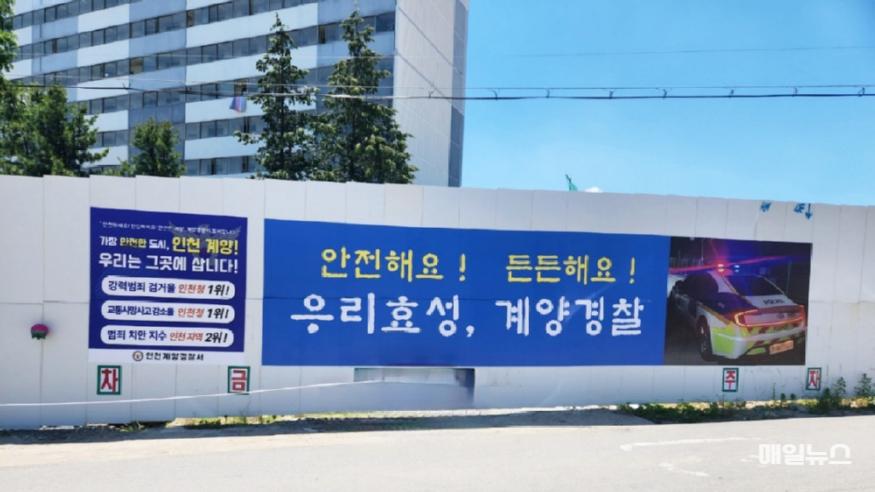 가장 안전한 도시, 인천 계양!
우리는 그곳에 삽니다!
강력범죄 검거율 인천청 1위!
교통사망사고 감소율 인천청 1위!
범죄 치안 지수 인천지역 2위!
인천계양경찰서
안전해요! 든든해요!
우리효성, 계양경찰
POLICE
차 금 주 차
매일뉴스